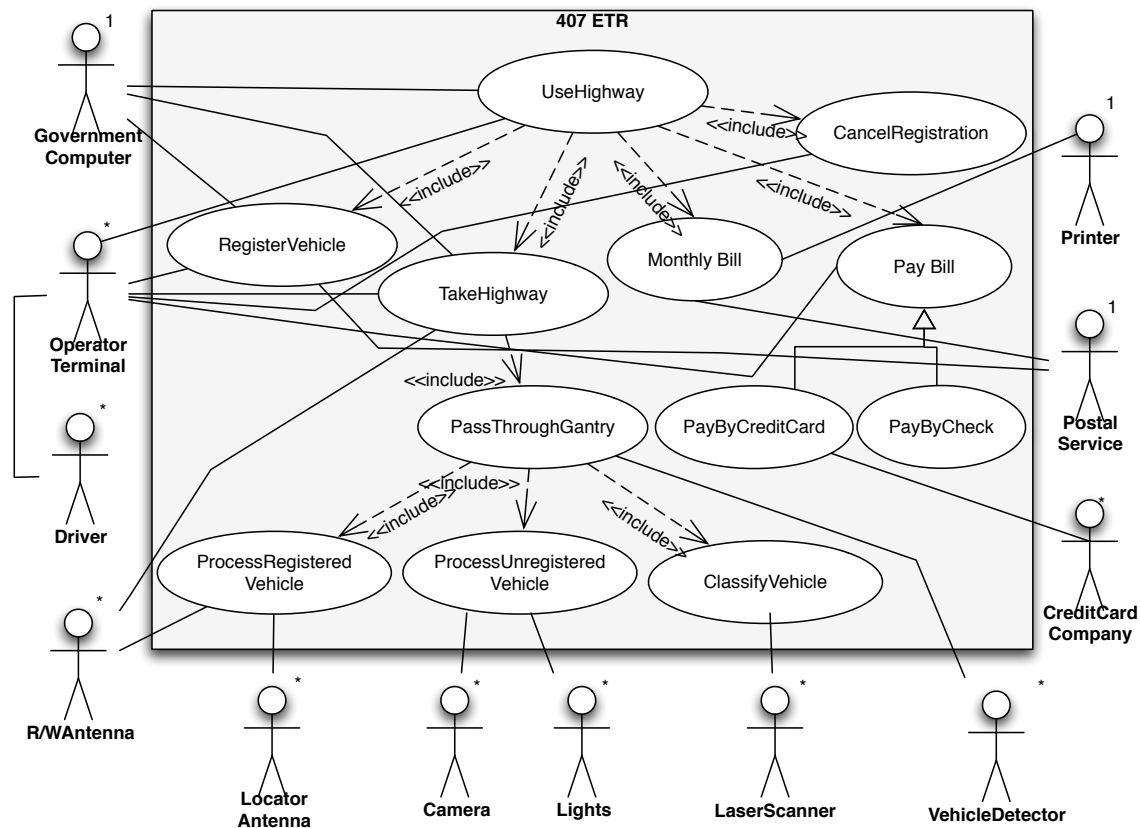 407 ETR
1
Government
Computer
UseHighway
<<include>>
CancelRegistration
1
Printer
<<include>>
<<include>>
<<include>>
<<include>>
*
Operator
Terminal
RegisterVehicle
TakeHighway
Monthly Bill
Pay Bill
1
Postal
Service
<<include>>
*
Driver
PassThroughGantry
PayByCreditCard
PayByCheck
<<include>>
<<include>>
<<include>>
*
CreditCard
Company
ProcessRegistered
Vehicle
ProcessUnregistered
Vehicle
ClassifyVehicle
*
R/WAntenna
*
Locator
Antenna
*
Camera
*
Lights
*
LaserScanner
*
VehicleDetector